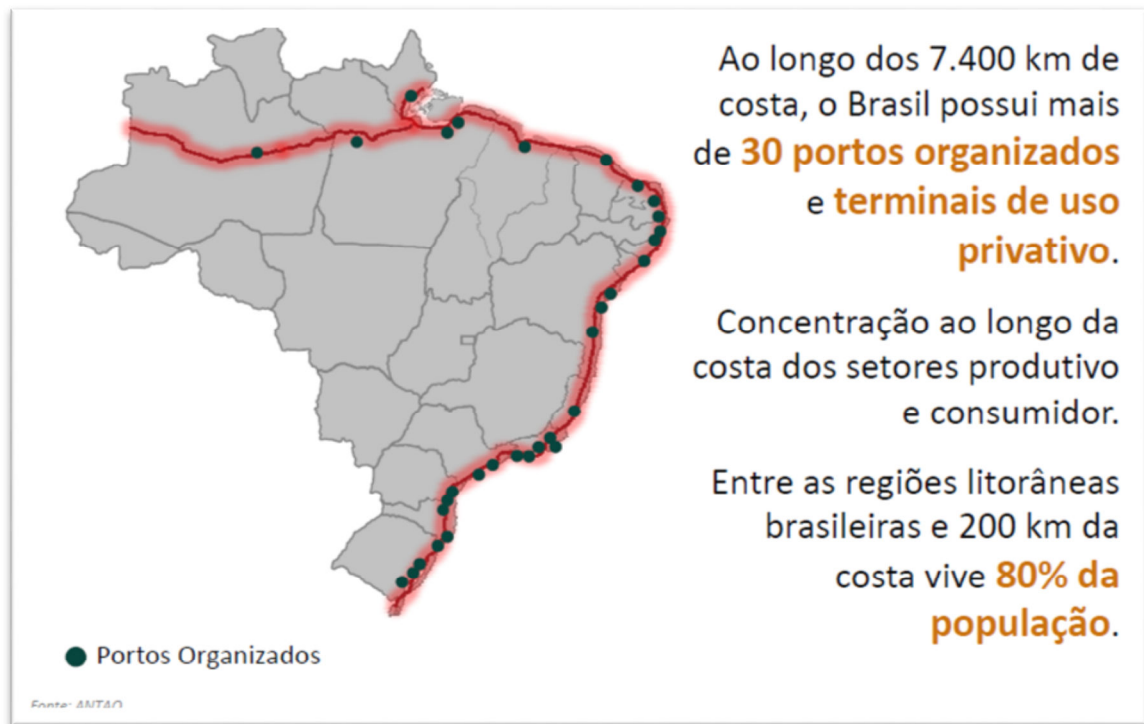 Ao longo dos 7.400 km de
costa, o Brasil possui mais
de 30 portos organizados
e terminais de uso
privativo.
Concentração ao longo da
costa dos setores produtivo
e consumidor.
Entre as regiões litorâneas
brasileiras e 200 km da
costa vive 80% da
população.
Portos Organizados
Fonte: ANTAQ